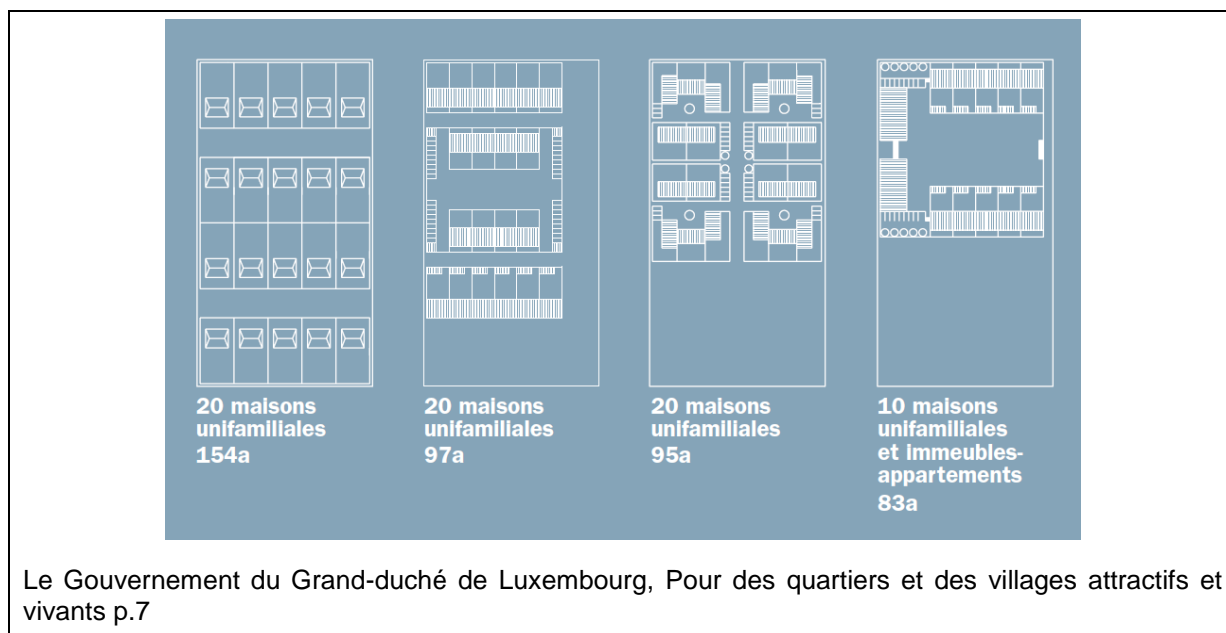 20 maisons
unifamiliales
154a
20 maisons
unifamiliales
97a
20 maisons
unifamiliales
95a
10 maisons
unifamiliales
et immeubles-
appartements
83a
Le Gouvernement du Grand-duché de Luxembourg, Pour des quartiers et des villages attractifs et
vivants p.7